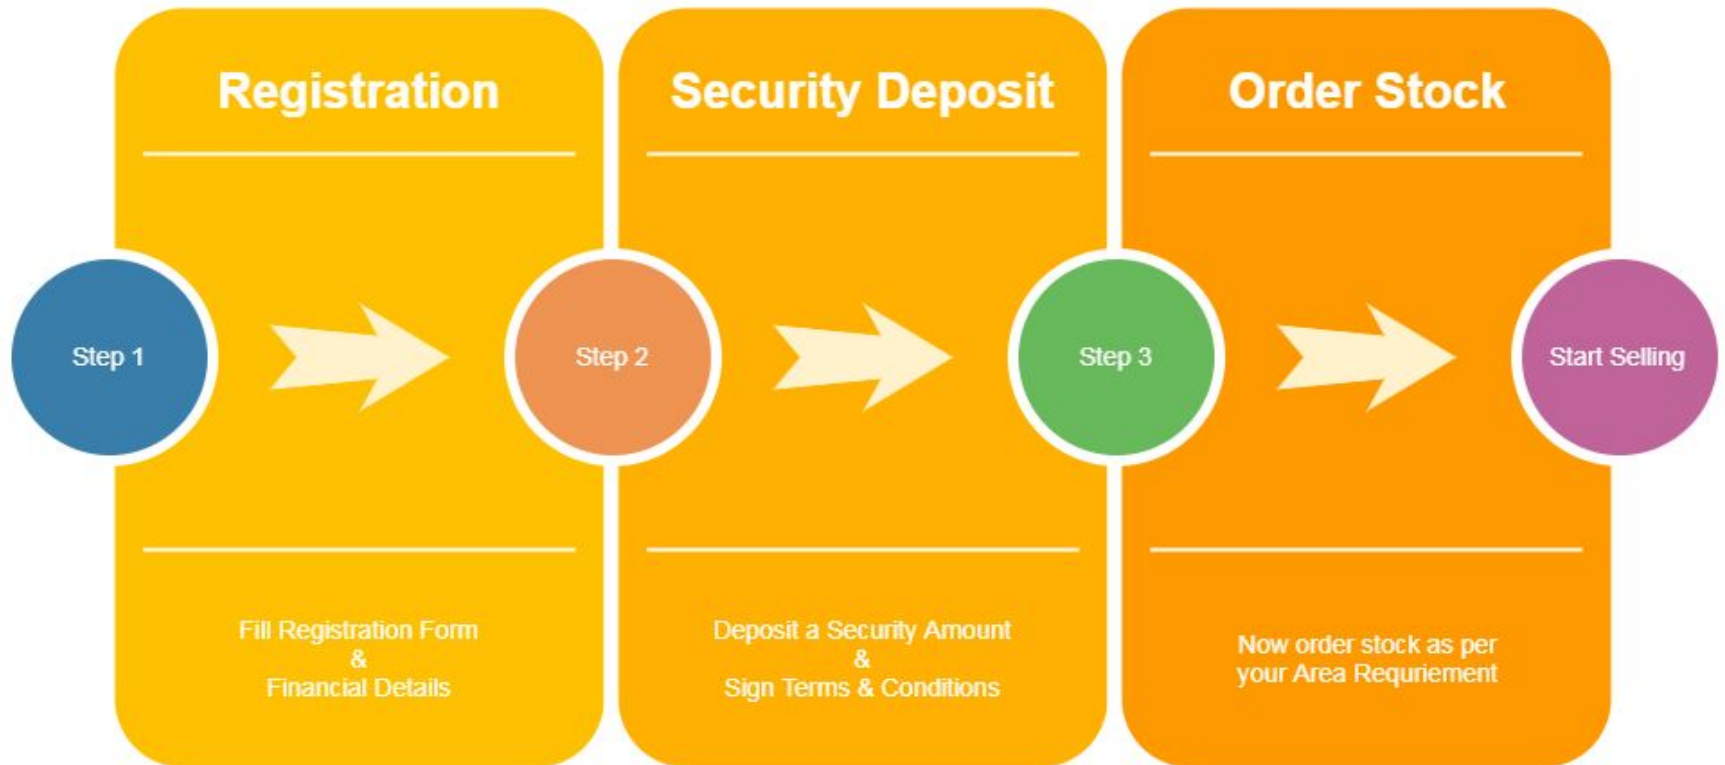 Registration
Security Deposit
Order Stock
Step 1
Step 2
Step 3
Start Selling
Fill Registration Form
&
Financial Details
Deposit a Security Amount
&
Sign Terms & Conditions
Now order stock as per
your Area Requriement